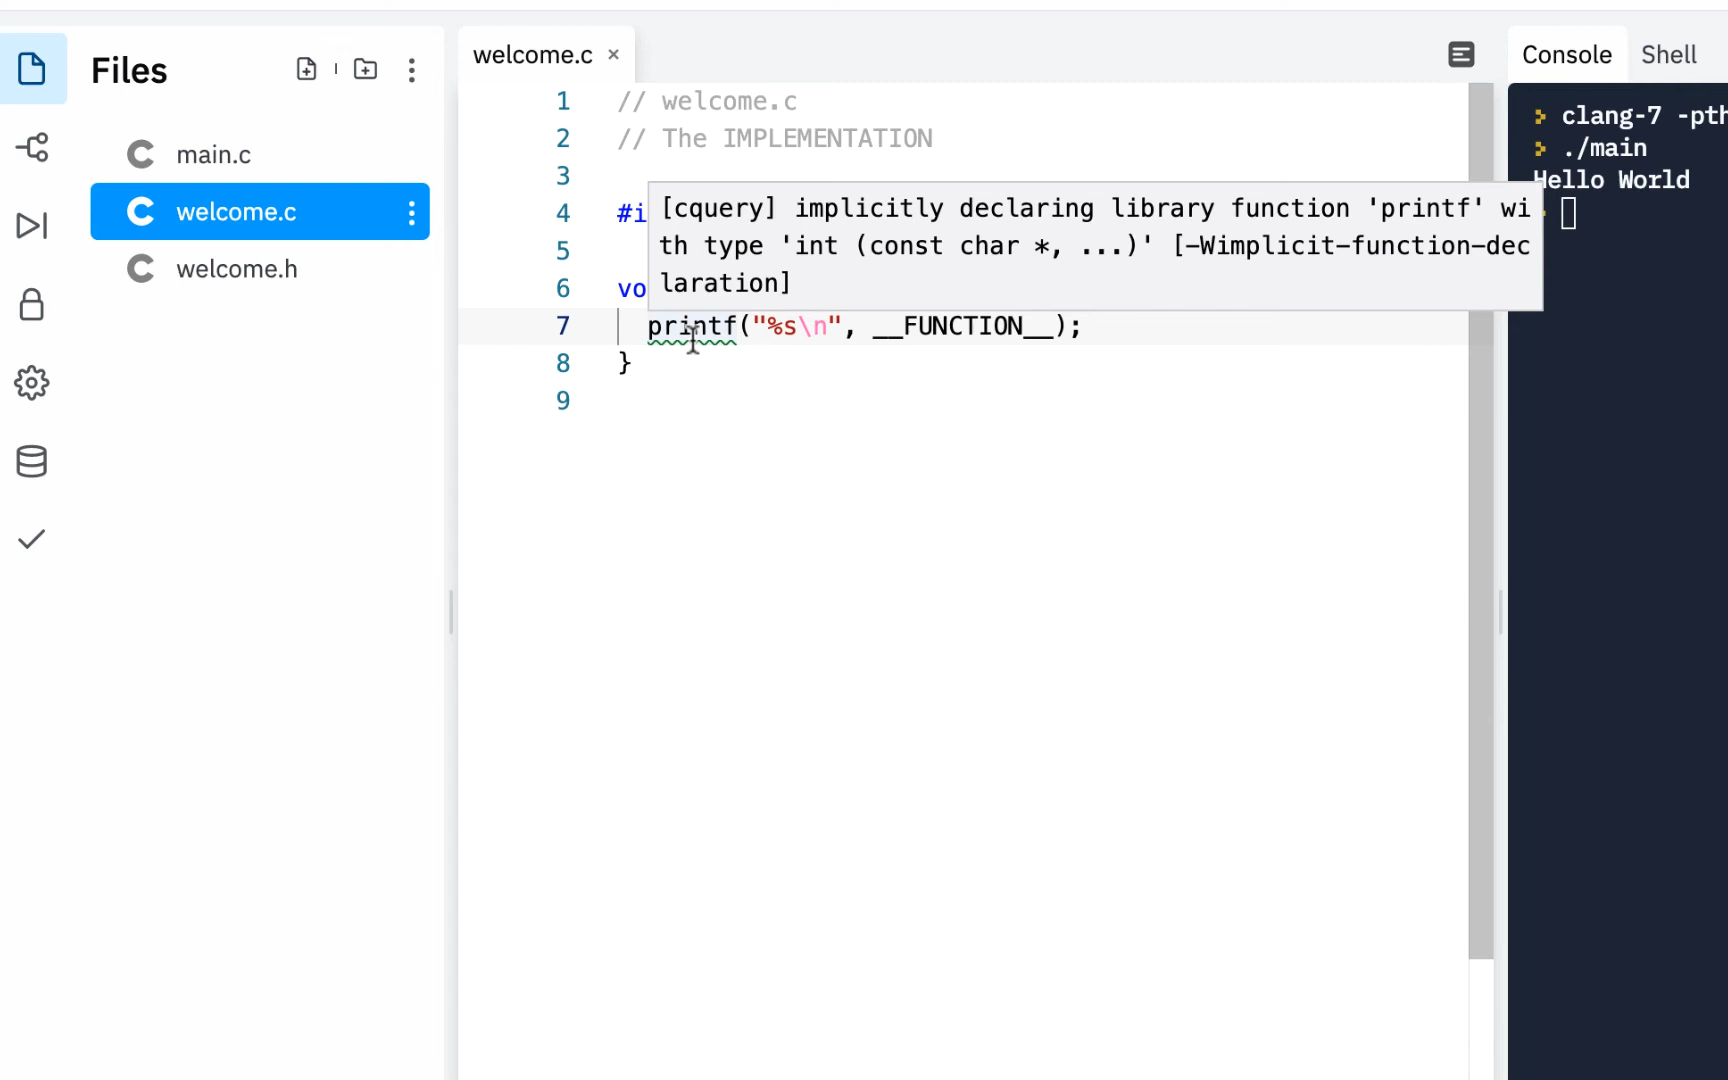 Files
main.c
welcome.c
welcome.h
welcome.c ×
1 // welcome.c
2 // The IMPLEMENTATION
3
4 #i
5
6 vo
[cquery] implicitly declaring library function 'printf' wi
th type 'int (const char *, ...)' [-Wimplicit-function-dec
laration]
7 printf("%s\n", __FUNCTION__);
8 }
9
Console Shell
clang-7 -pth
./main
Hello World